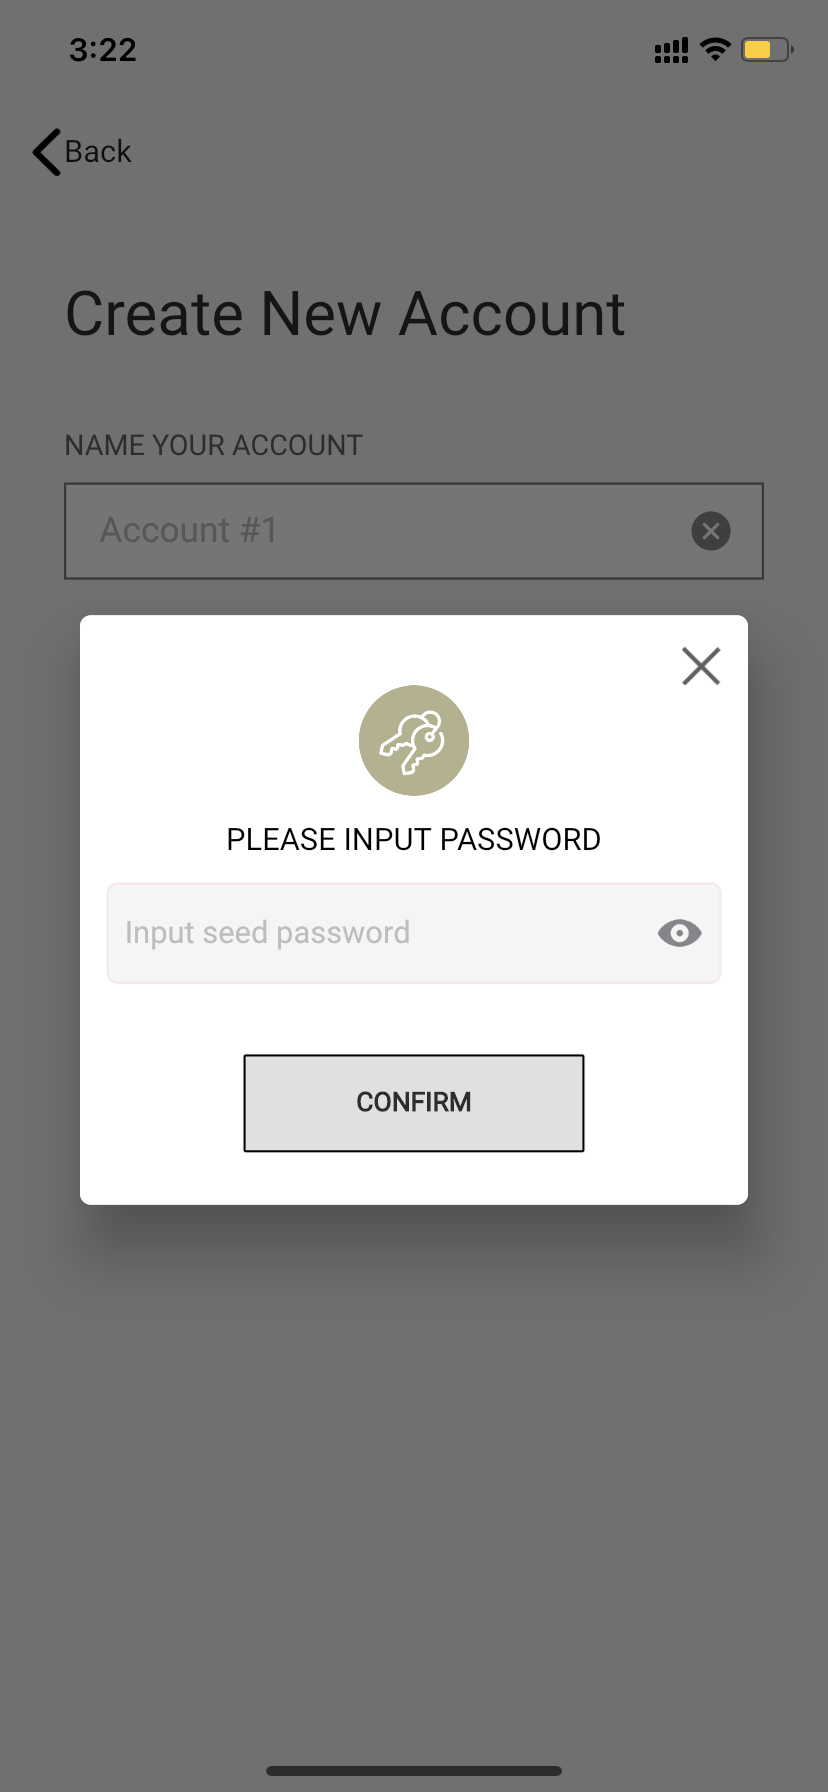 3:22
Back
Create New Account
NAME YOUR ACCOUNT
Account #1
PLEASE INPUT PASSWORD
Input seed password
CONFIRM